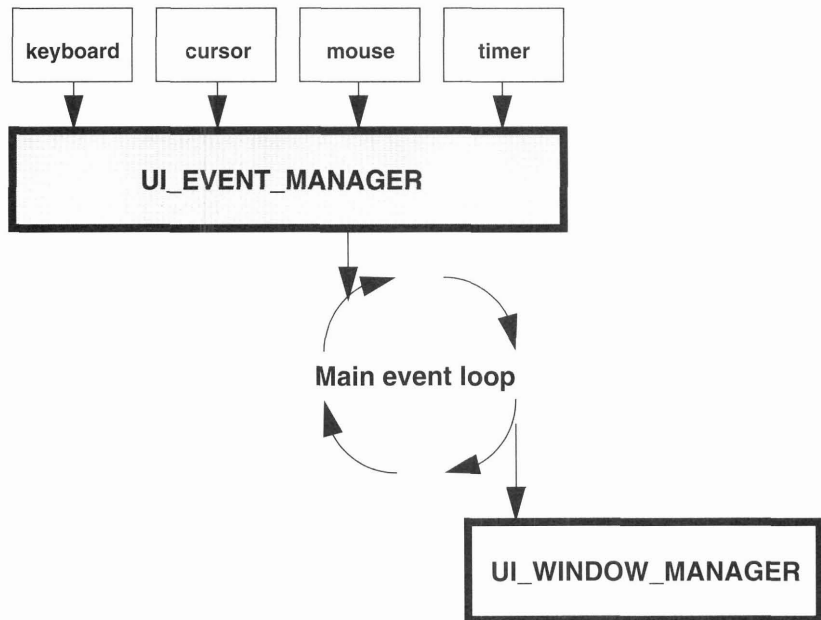 keyboard
cursor
mouse
timer
UI_EVENT_MANAGER
Main event loop
UI_WINDOW_MANAGER